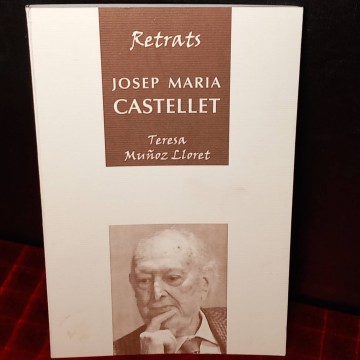 Retrats
JOSEP MARIA
CASTELLET
Teresa
Muñoz Lloret